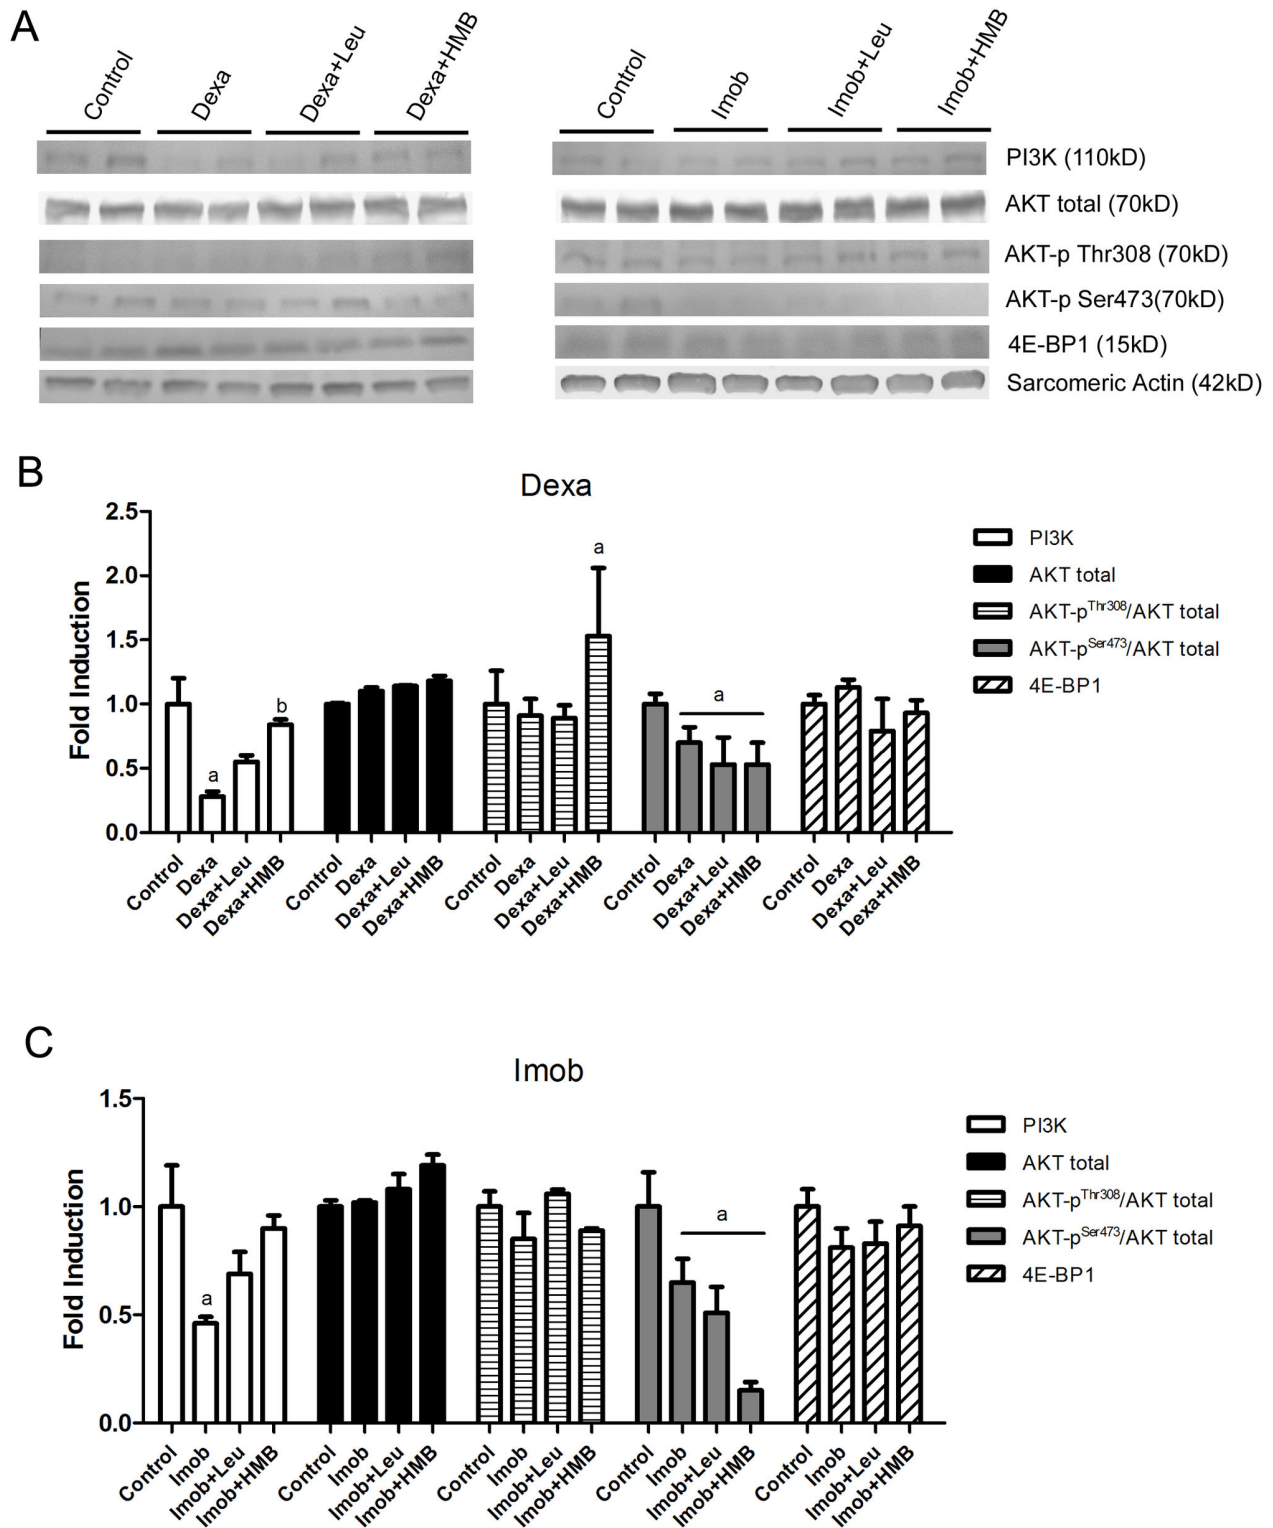 A
Control
Dexa
Dexa+Leu
Dexa+HMB
Control
Imob
Imob+Leu
Imob+HMB
PI3K (110kD)
AKT total (70kD)
AKT-p Thr308 (70kD)
AKT-p Ser473(70kD)
4E-BP1 (15kD)
Sarcomeric Actin (42kD)
B
Dexa
Fold Induction
2.5
2.0
1.5
1.0
0.5
0.0
a
b
a
a
Control
Dexa
Dexa+Leu
Dexa+HMB
Control
Dexa
Dexa+Leu
Dexa+HMB
Control
Dexa
Dexa+Leu
Dexa+HMB
Control
Dexa
Dexa+Leu
Dexa+HMB
Control
Dexa
Dexa+Leu
Dexa+HMB
PI3K
AKT total
AKT-pThr308/AKT total
AKT-pSer473/AKT total
4E-BP1
C
Imob
Fold Induction
1.5
1.0
0.5
0.0
a
a
Control
Imob
Imob+Leu
Imob+HMB
Control
Imob
Imob+Leu
Imob+HMB
Control
Imob
Imob+Leu
Imob+HMB
Control
Imob
Imob+Leu
Imob+HMB
Control
Imob
Imob+Leu
Imob+HMB
PI3K
AKT total
AKT-pThr308/AKT total
AKT-pSer473/AKT total
4E-BP1